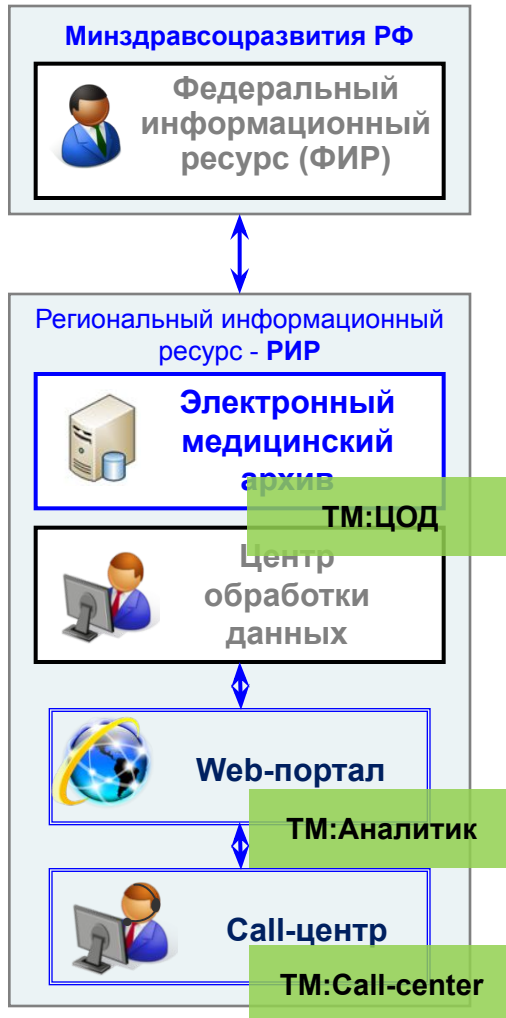 Минздравсоцразвития РФ
Федеральный
информационный
ресурс (ФИР)
Региональный информационный
ресурс - РИР
Электронный
медицинский
архив
ТМ:ЦОД
Центр
обработки
данных
Web-портал
ТМ:Аналитик
Call-центр
ТМ:Call-center